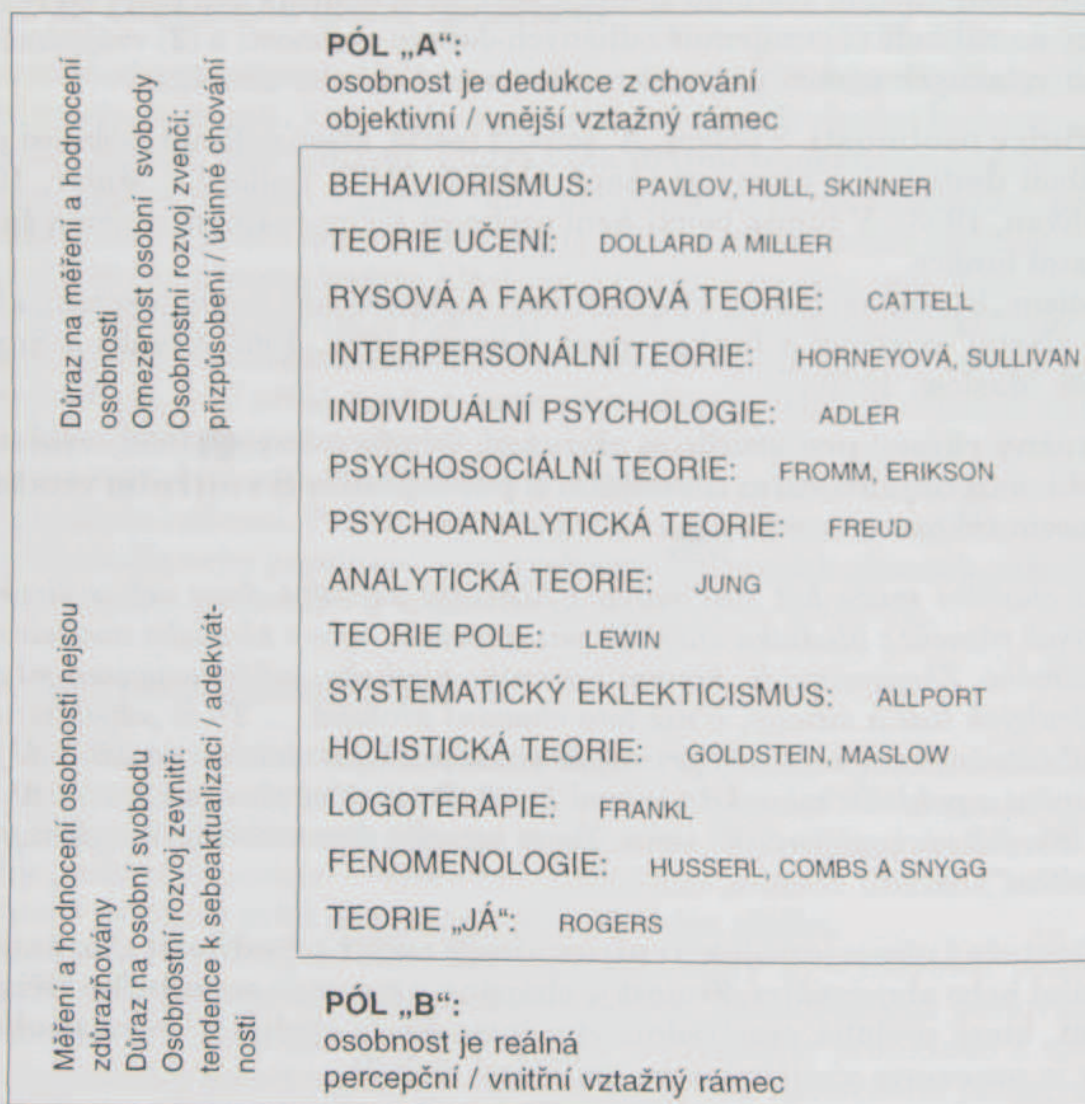 PÓL „A":
osobnost je dedukce z chování
objektivní / vnější vztažný rámec
Důraz na měření a hodnocení
osobnosti
Omezenost osobní svobody
Osobnostní rozvoj zvenčí:
přizpůsobení / účinné chování
BEHAVIORISMUS: PAVLOV, HULL, SKINNER
TEORIE UČENÍ: DOLLARD A MILLER
RYSOVÁ A FAKTOROVÁ TEORIE: CATTELL
INTERPERSONÁLNÍ TEORIE: HORNEYOVÁ, SULLIVAN
INDIVIDUÁLNÍ PSYCHOLOGIE: ADLER
PSYCHOSOCIÁLNÍ TEORIE: FROMM, ERIKSON
PSYCHOANALYTICKÁ TEORIE: FREUD
ANALYTICKÁ TEORIE: JUNG
TEORIE POLE: LEWIN
SYSTEMATICKÝ EKLEKTICISMUS: ALLPORT
HOLISTICKÁ TEORIE: GOLDSTEIN, MASLOW
LOGOTERAPIE: FRANKL
FENOMENOLOGIE: HUSSERL, COMBS A SNYGG
TEORIE „JÁ": ROGERS
Měření a hodnocení osobnosti nejsou
zdůrazňovány
Důraz na osobní svobodu
Osobnostní rozvoj zevnitř:
tendence k sebeaktualizaci / adekvát-
nosti
PÓL „B":
osobnost je reálná
percepční / vnitřní vztažný rámec